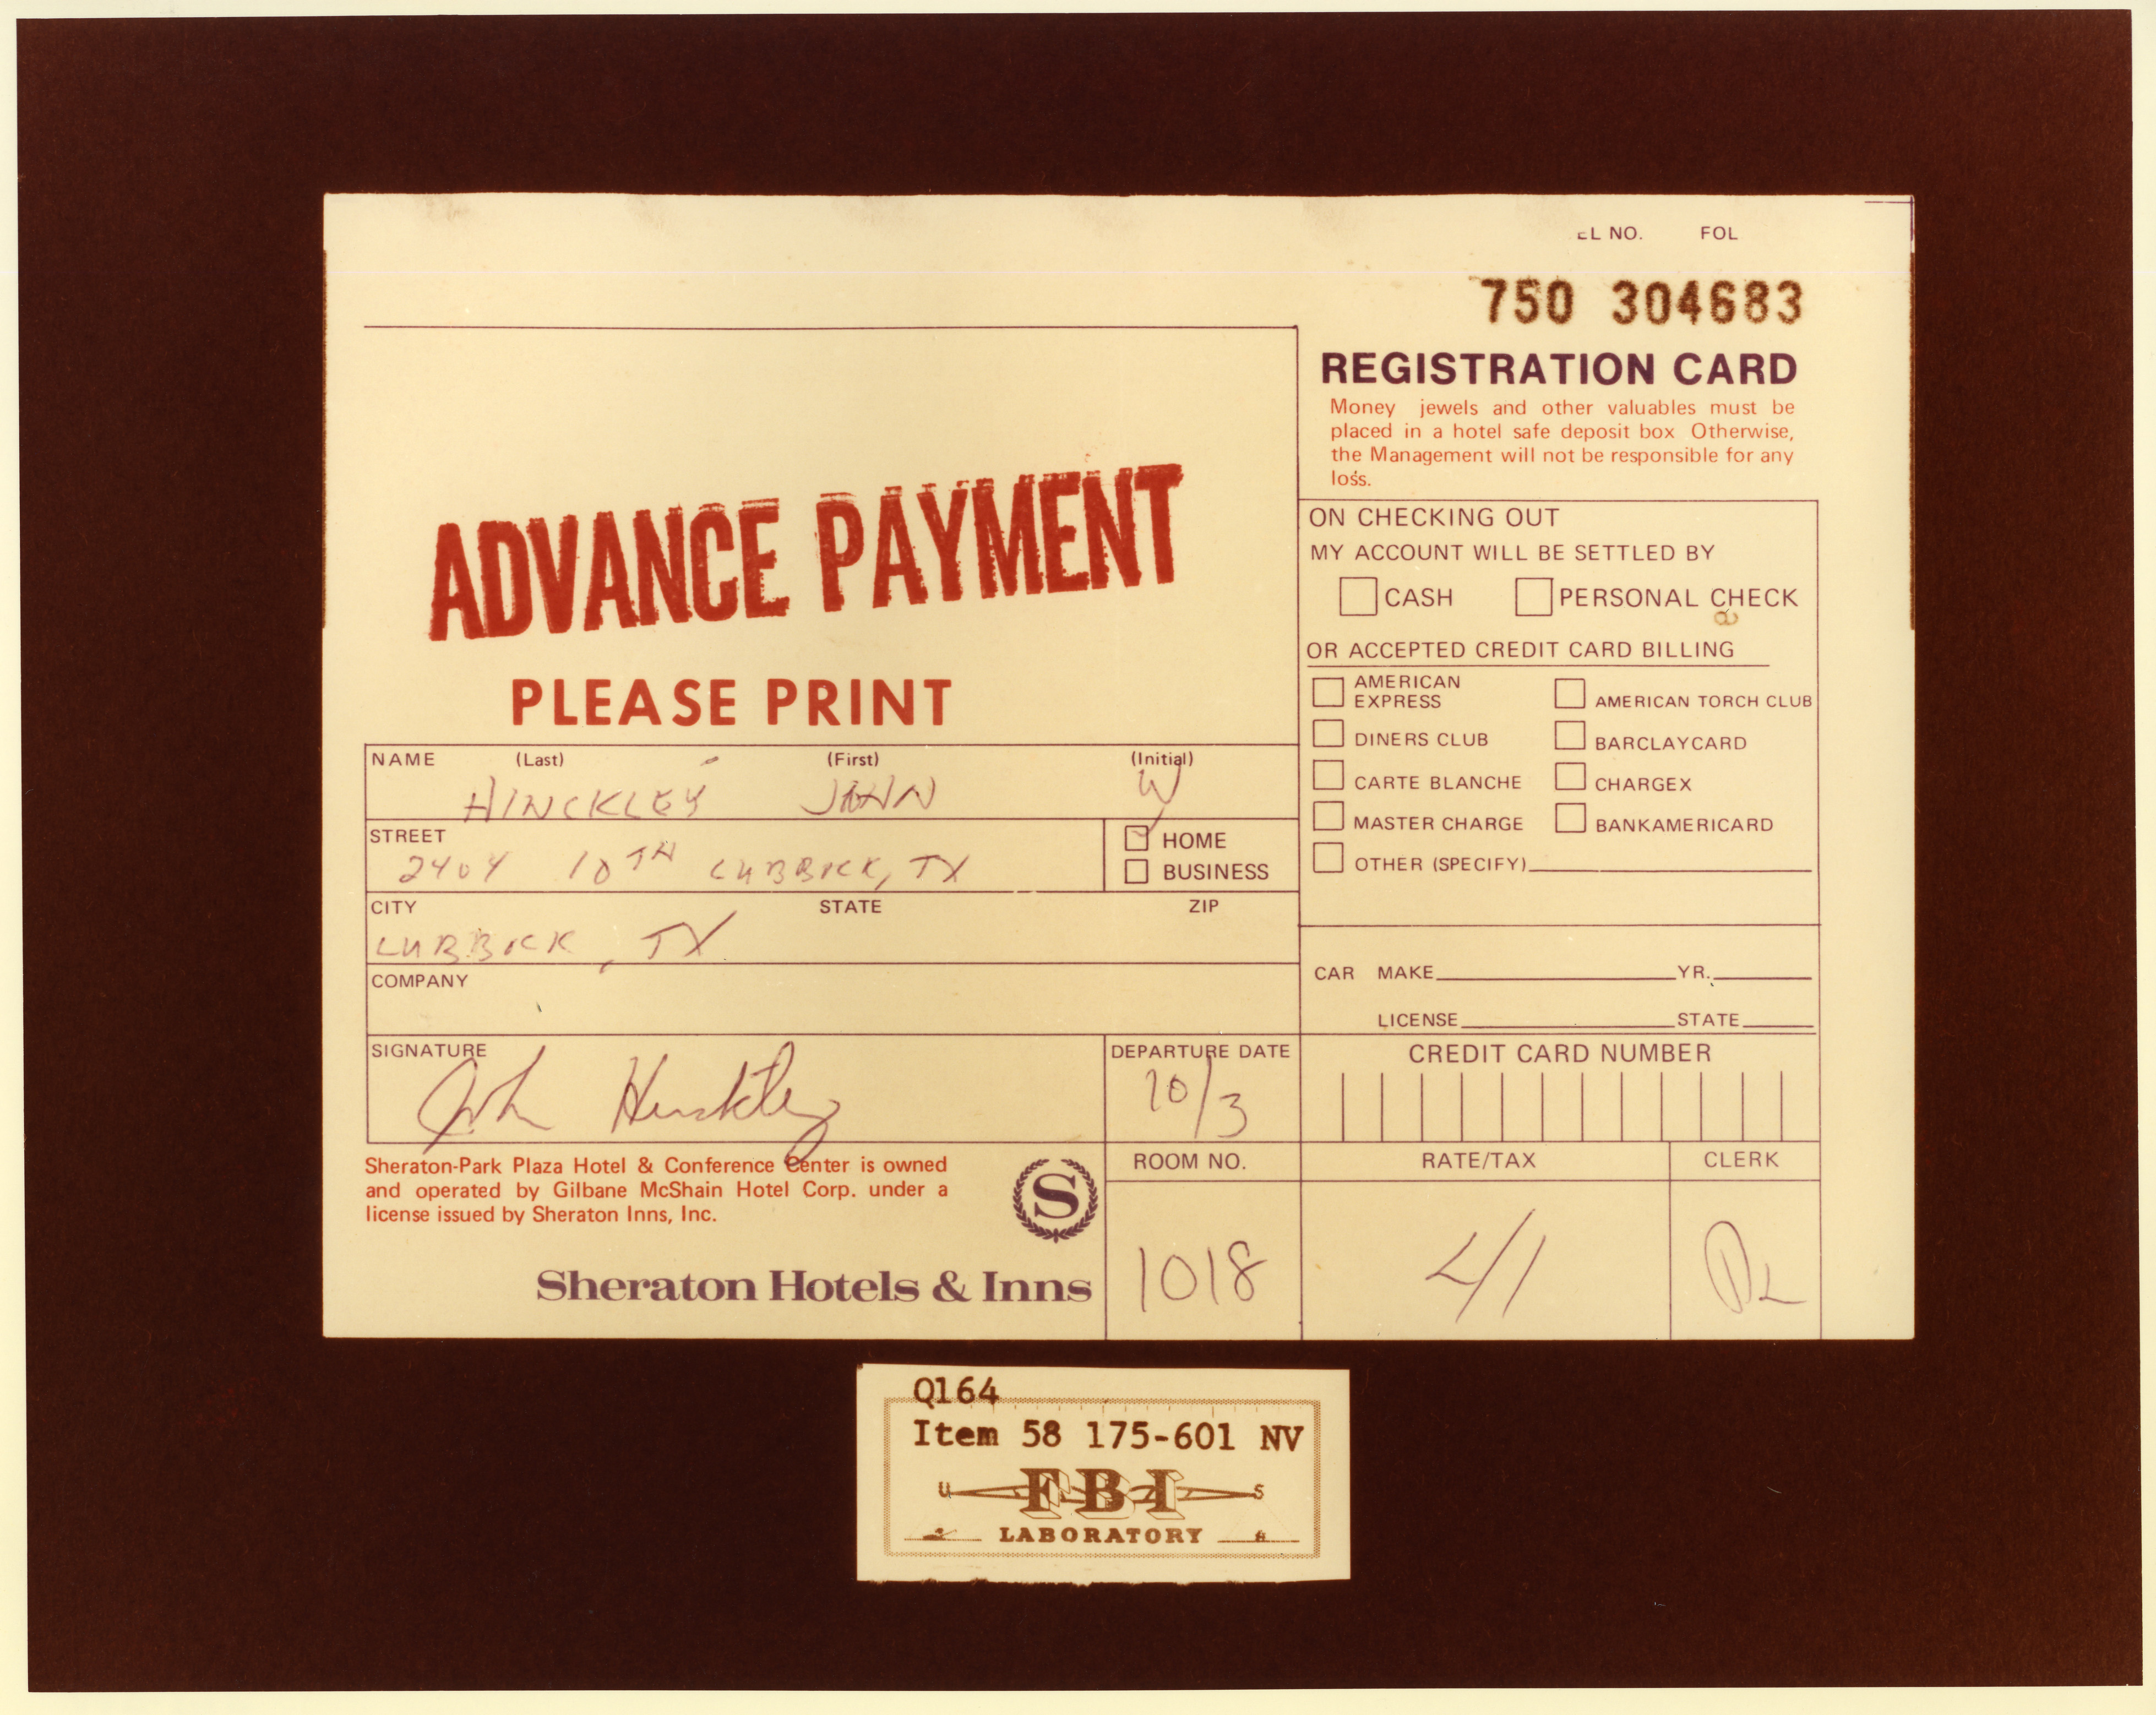 EL NO. FOL
750 304683
REGISTRATION CARD
Money jewels and other valuables must be
placed in a hotel safe deposit box Otherwise,
the Management will not be responsible for any
loss.
ADVANCE PAYMENT
PLEASE PRINT
ON CHECKING OUT
MY ACCOUNT WILL BE SETTLED BY
CASH PERSONAL CHECK
OR ACCEPTED CREDIT CARD BILLING
AMERICAN
EXPRESS
AMERICAN TORCH CLUB
DINERS CLUB BARCLAYCARD
CARTE BLANCHE CHARGEX
MASTER CHARGE BANKAMERICARD
OTHER (SPECIFY)
NAME (Last) (First) (Initial)
HINCKLEY JOHN W
STREET
2404 10TH LUBBOCK, TX
HOME
BUSINESS
CITY STATE ZIP
LUBBOCK, TX
COMPANY
CAR MAKE YR.
LICENSE STATE
SIGNATURE
John Hinckley
DEPARTURE DATE
10/3
CREDIT CARD NUMBER
Sheraton-Park Plaza Hotel & Conference Center is owned
and operated by Gilbane McShain Hotel Corp. under a
license issued by Sheraton Inns, Inc.
S
Sheraton Hotels & Inns
ROOM NO. RATE/TAX CLERK
1018
Q164
Item 58 175-601 NV
U S
FBI
LABORATORY